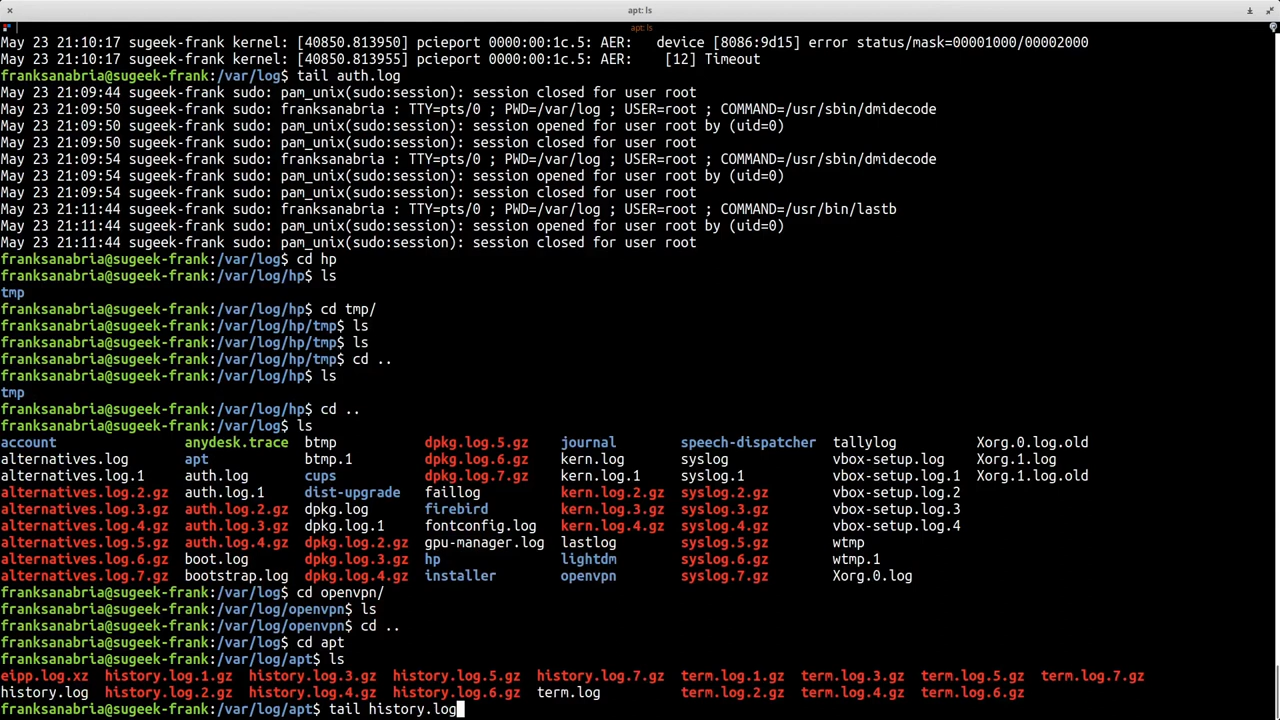 apt: ls
apt: ls
May 23 21:10:17 sugeek-frank kernel: [40850.813950] pcieport 0000:00:1c.5: AER:   device [8086:9d15] error status/mask=00001000/00002000
May 23 21:10:17 sugeek-frank kernel: [40850.813955] pcieport 0000:00:1c.5: AER:    [12] Timeout
franksanabria@sugeek-frank:/var/log$ tail auth.log
May 23 21:09:44 sugeek-frank sudo: pam_unix(sudo:session): session closed for user root
May 23 21:09:50 sugeek-frank sudo: franksanabria : TTY=pts/0 ; PWD=/var/log ; USER=root ; COMMAND=/usr/sbin/dmidecode
May 23 21:09:50 sugeek-frank sudo: pam_unix(sudo:session): session opened for user root by (uid=0)
May 23 21:09:50 sugeek-frank sudo: pam_unix(sudo:session): session closed for user root
May 23 21:09:54 sugeek-frank sudo: franksanabria : TTY=pts/0 ; PWD=/var/log ; USER=root ; COMMAND=/usr/sbin/dmidecode
May 23 21:09:54 sugeek-frank sudo: pam_unix(sudo:session): session opened for user root by (uid=0)
May 23 21:09:54 sugeek-frank sudo: pam_unix(sudo:session): session closed for user root
May 23 21:11:44 sugeek-frank sudo: franksanabria : TTY=pts/0 ; PWD=/var/log ; USER=root ; COMMAND=/usr/bin/lastb
May 23 21:11:44 sugeek-frank sudo: pam_unix(sudo:session): session opened for user root by (uid=0)
May 23 21:11:44 sugeek-frank sudo: pam_unix(sudo:session): session closed for user root
franksanabria@sugeek-frank:/var/log$ cd hp
franksanabria@sugeek-frank:/var/log/hp$ ls
tmp
franksanabria@sugeek-frank:/var/log/hp$ cd tmp/
franksanabria@sugeek-frank:/var/log/hp/tmp$ ls
franksanabria@sugeek-frank:/var/log/hp/tmp$ ls
franksanabria@sugeek-frank:/var/log/hp/tmp$ cd ..
franksanabria@sugeek-frank:/var/log/hp$ ls
tmp
franksanabria@sugeek-frank:/var/log/hp$ cd ..
franksanabria@sugeek-frank:/var/log$ ls
account anydesk.trace btmp dpkg.log.5.gz journal speech-dispatcher tallylog Xorg.0.log.old
alternatives.log apt btmp.1 dpkg.log.6.gz kern.log syslog vbox-setup.log Xorg.1.log
alternatives.log.1 auth.log cups dpkg.log.7.gz kern.log.1 syslog.1 vbox-setup.log.1 Xorg.1.log.old
alternatives.log.2.gz auth.log.1 dist-upgrade faillog kern.log.2.gz syslog.2.gz vbox-setup.log.2
alternatives.log.3.gz auth.log.2.gz dpkg.log firebird kern.log.3.gz syslog.3.gz vbox-setup.log.3
alternatives.log.4.gz auth.log.3.gz dpkg.log.1 fontconfig.log kern.log.4.gz syslog.4.gz vbox-setup.log.4
alternatives.log.5.gz auth.log.4.gz dpkg.log.2.gz gpu-manager.log lastlog syslog.5.gz wtmp
alternatives.log.6.gz boot.log dpkg.log.3.gz hp lightdm syslog.6.gz wtmp.1
alternatives.log.7.gz bootstrap.log dpkg.log.4.gz installer openvpn syslog.7.gz Xorg.0.log
franksanabria@sugeek-frank:/var/log$ cd openvpn/
franksanabria@sugeek-frank:/var/log/openvpn$ ls
franksanabria@sugeek-frank:/var/log/openvpn$ cd ..
franksanabria@sugeek-frank:/var/log$ cd apt
franksanabria@sugeek-frank:/var/log/apt$ ls
eipp.log.xz history.log.1.gz history.log.3.gz history.log.5.gz history.log.7.gz term.log.1.gz term.log.3.gz term.log.5.gz term.log.7.gz
history.log history.log.2.gz history.log.4.gz history.log.6.gz term.log term.log.2.gz term.log.4.gz term.log.6.gz
franksanabria@sugeek-frank:/var/log/apt$ tail history.log